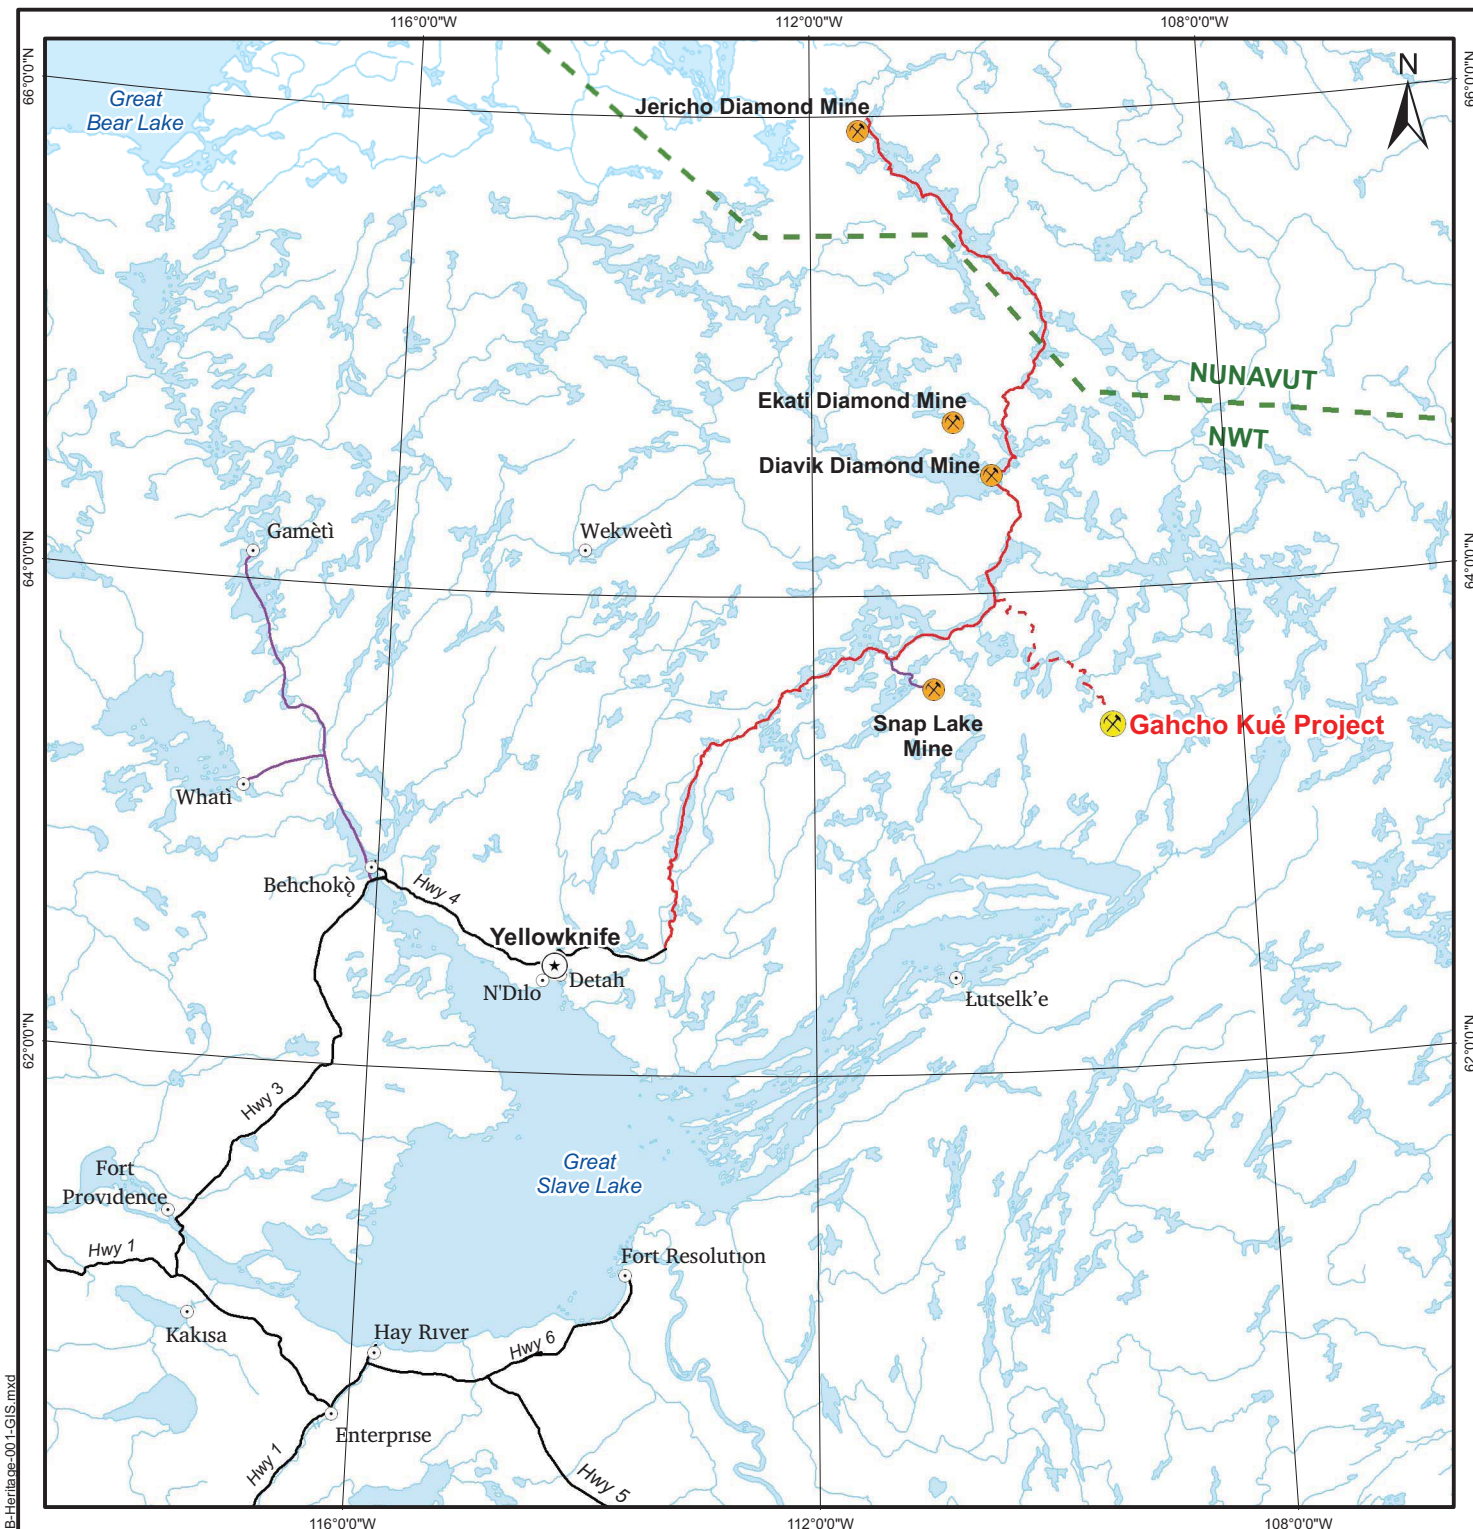 116°0'0"W
112°0'0"W
108°0'0"W
66°0'0"N
66°0'0"N
N
Great
Bear Lake
Jericho Diamond Mine
NUNAVUT
NWT
Ekati Diamond Mine
Diavik Diamond Mine
Gamètì
Wekweètì
64°0'0"N
64°0'0"N
Snap Lake
Mine
Gahcho Kué Project
Whatì
Behchokǫ̀
Hwy 4
Yellowknife
N'Dılo
Detah
Łutselk'e
62°0'0"N
62°0'0"N
Hwy 3
Fort
Provıdence
Great
Slave Lake
Hwy 1
Fort Resolutıon
Kakısa
Hay Rıver
Hwy 6
Enterprıse
Hwy 1
Hwy 5
B-Heritage-001-GIS.mxd
116°0'0"W
112°0'0"W
108°0'0"W